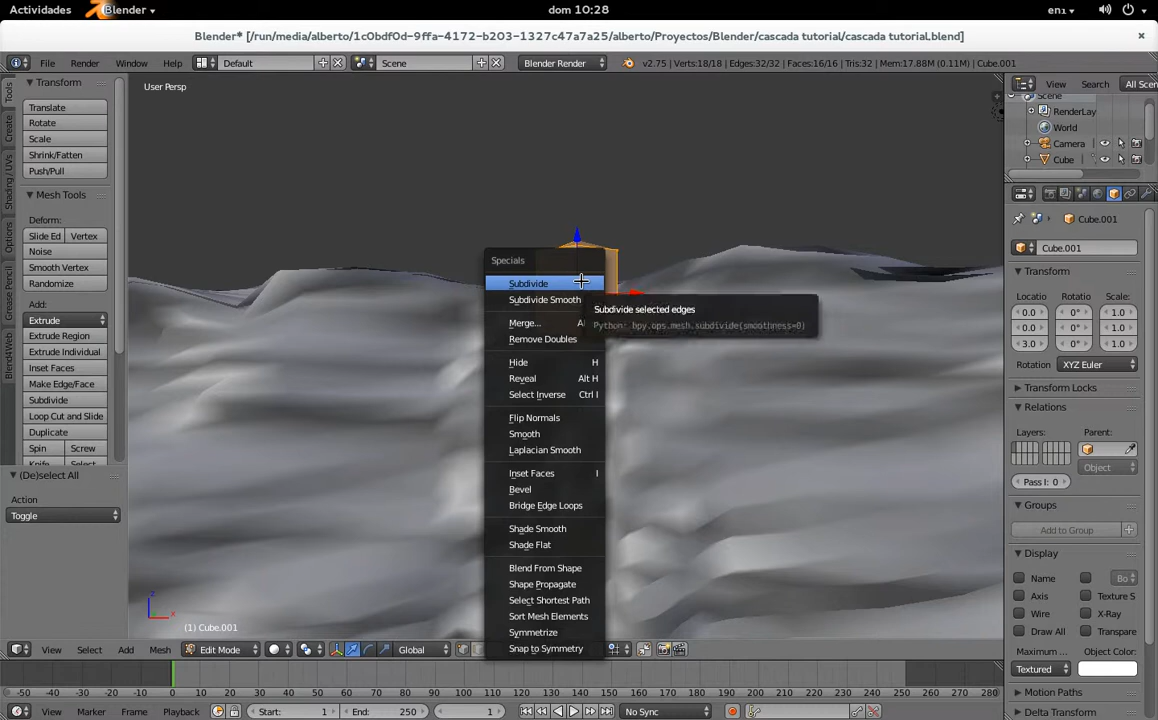 Actividades Blender dom 10:28 en1
Blender* [/run/media/alberto/1c0bdf0d-9ffa-4172-b203-1327c47a7a25/alberto/Proyectos/Blender/cascada tutorial/cascada tutorial.blend]
File Render Window Help Default Scene Blender Render v2.75 | Verts:18/18 | Edges:32/32 | Faces:16/16 | Tris:32 | Mem:17.88M (0.11M) | Cube.001
Tools
Create
Shading / UVs
Options
Grease Pencil
Blend4Web
Transform
Translate
Rotate
Scale
Shrink/Fatten
Push/Pull
Mesh Tools
Deform:
Slide Ed Vertex
Noise
Smooth Vertex
Randomize
Add:
Extrude
Extrude Region
Extrude Individual
Inset Faces
Make Edge/Face
Subdivide
Loop Cut and Slide
Duplicate
Spin Screw
Knife Select
(De)select All
Action
Toggle
User Persp
Specials
Subdivide
Subdivide Smooth
Merge...
Remove Doubles
Hide H
Reveal Alt H
Select Inverse Ctrl I
Flip Normals
Smooth
Laplacian Smooth
Inset Faces I
Bevel
Bridge Edge Loops
Shade Smooth
Shade Flat
Blend From Shape
Shape Propagate
Select Shortest Path
Sort Mesh Elements
Symmetrize
Snap to Symmetry
Subdivide selected edges
Python: bpy.ops.mesh.subdivide(smoothness=0)
z
x
(1) Cube.001
View Select Add Mesh Edit Mode Global
View Search All Scen
Scene
RenderLay
World
Camera
Cube
Cube.001
Cube.001
Transform
Locatio Rotatio Scale:
0.0 0° 1.0
0.0 0° 1.0
3.0 0° 1.0
Rotation XYZ Euler
Transform Locks
Relations
Layers: Parent:
Object
Pass I: 0
Groups
Add to Group
Display
Name Bo
Axis Texture S
Wire X-Ray
Draw All Transpare
Maximum ... Object Color:
Textured
Motion Paths
Delta Transform
-50 -40 -30 -20 -10 0 10 20 30 40 50 60 70 80 90 100 110 120 130 140 150 160 170 180 190 200 210 220 230 240 250 260 270 280
View Marker Frame Playback Start: 1 End: 250 1 No Sync